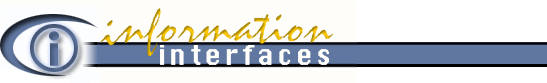 i
information
interfaces